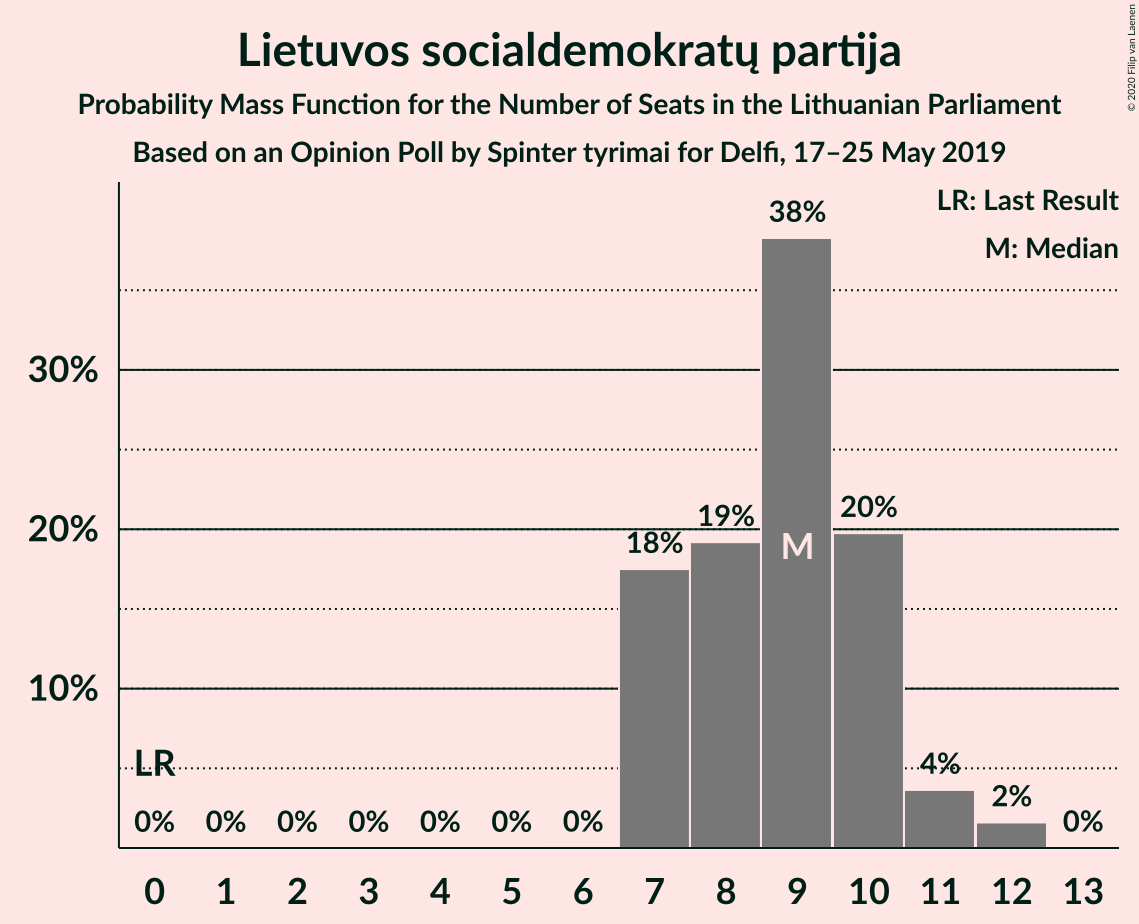 Lietuvos socialdemokratų partija
Probability Mass Function for the Number of Seats in the Lithuanian Parliament
Based on an Opinion Poll by Spinter tyrimai for Delfi, 17–25 May 2019
© 2020 Filip van Laenen
LR: Last Result
M: Median
38%
30%
20%
19%
20%
18%
M
10%
LR
4%
2%
0% 0% 0% 0% 0% 0% 0% 0%
0 1 2 3 4 5 6 7 8 9 10 11 12 13